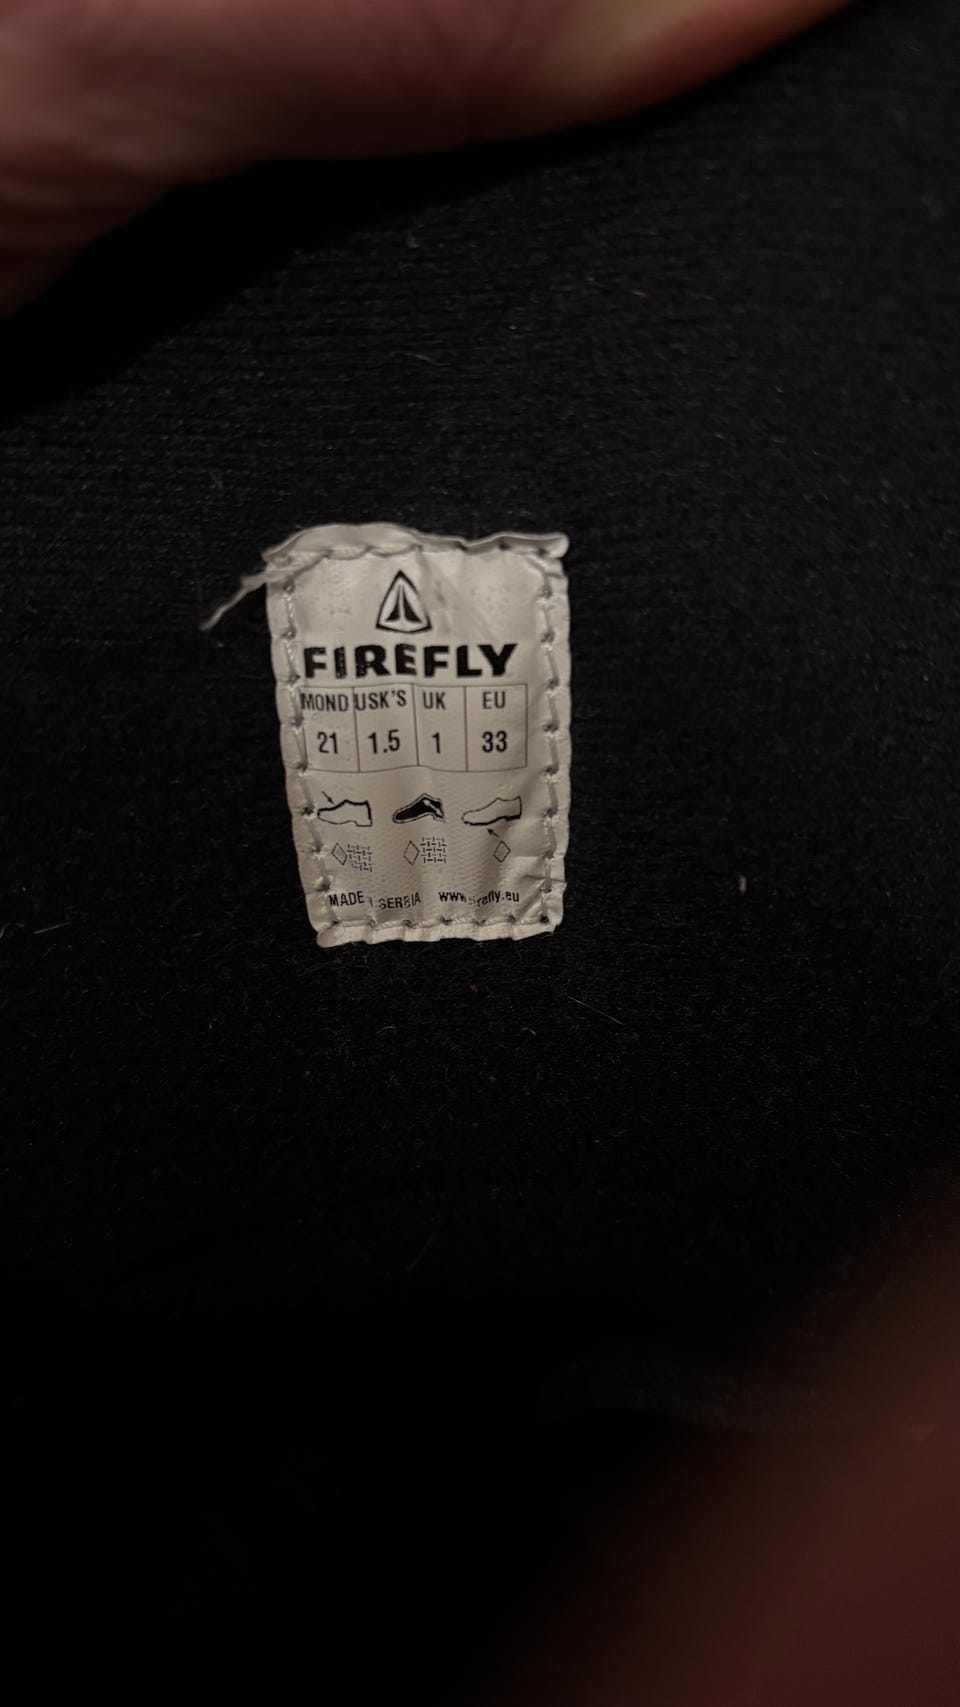 FIREFLY
MOND USK'S UK EU
21 1.5 1 33
MADE SERBIA www.firefly.eu